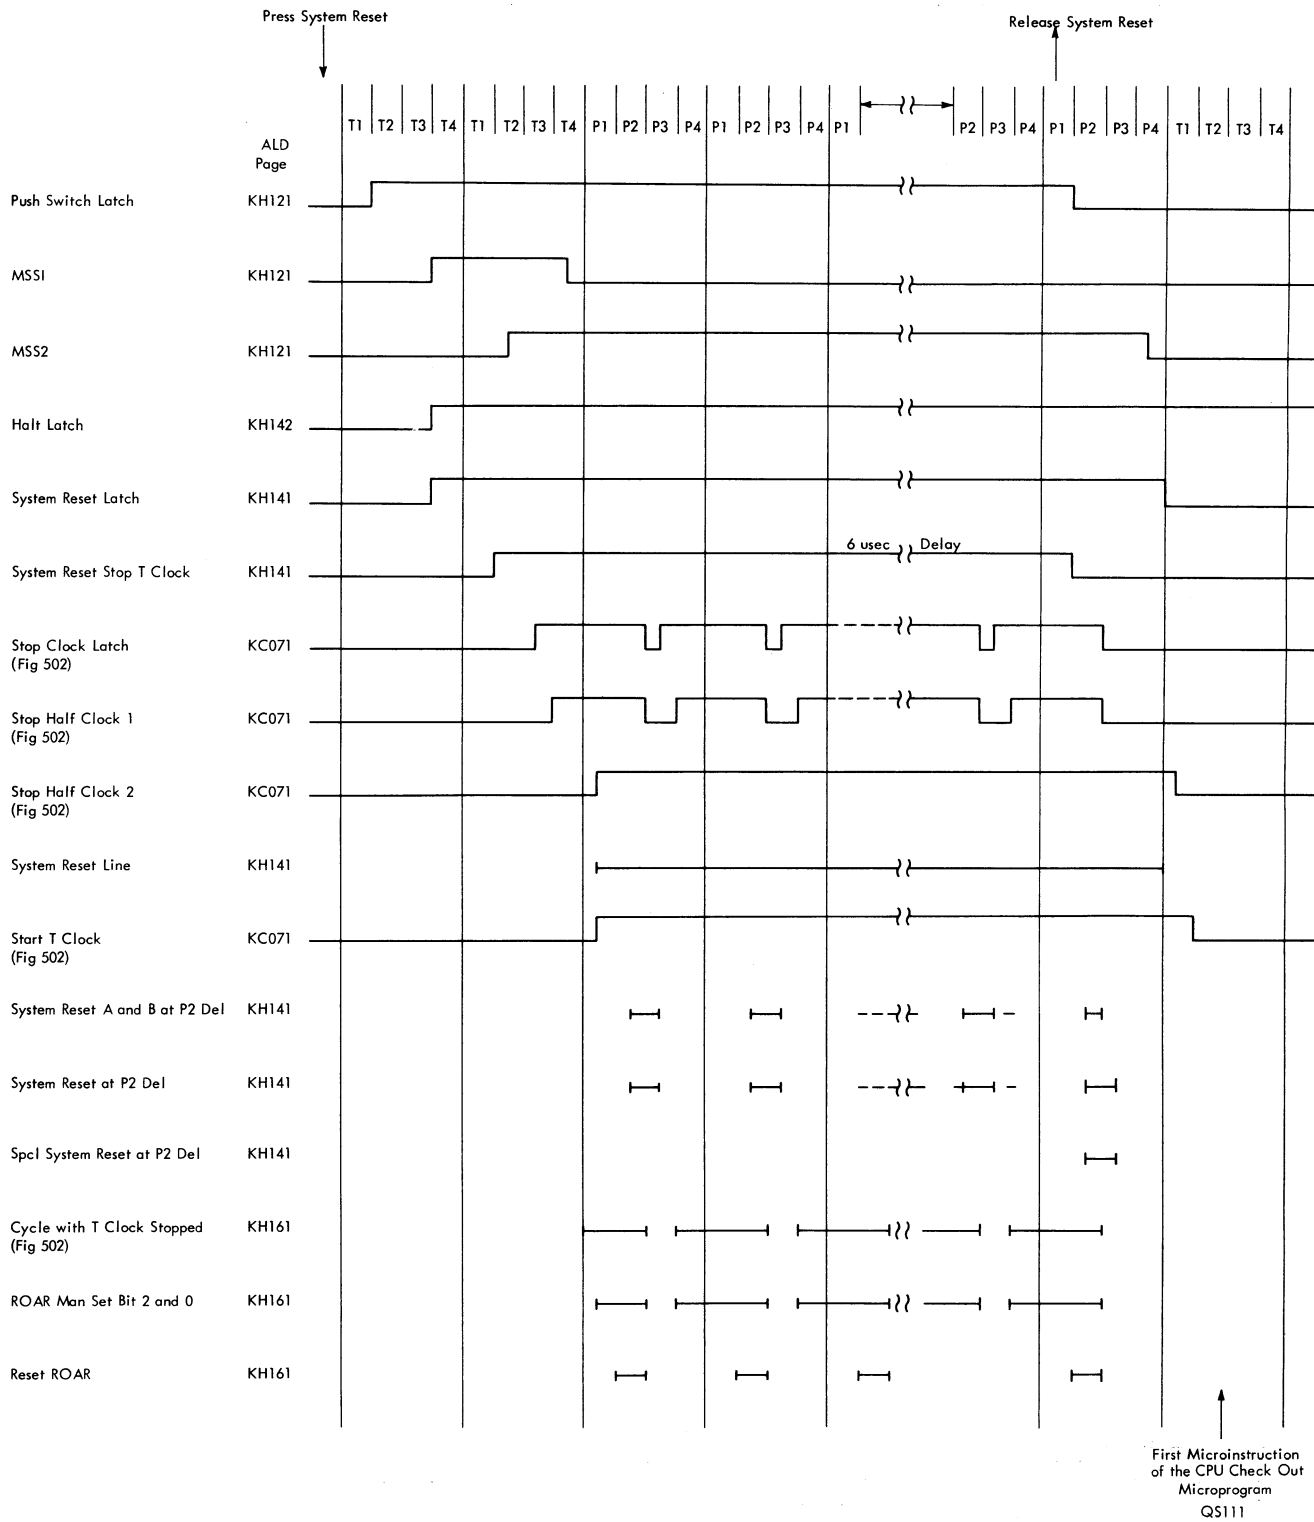 Press System Reset
Release System Reset
T1 T2 T3 T4 T1 T2 T3 T4 P1 P2 P3 P4 P1 P2 P3 P4 P1 P2 P3 P4 P1 P2 P3 P4 T1 T2 T3 T4
ALD
Page
Push Switch Latch KH121
MSS1 KH121
MSS2 KH121
Halt Latch KH142
System Reset Latch KH141
6 usec Delay
System Reset Stop T Clock KH141
Stop Clock Latch KC071
(Fig 502)
Stop Half Clock 1 KC071
(Fig 502)
Stop Half Clock 2 KC071
(Fig 502)
System Reset Line KH141
Start T Clock KC071
(Fig 502)
System Reset A and B at P2 Del KH141
System Reset at P2 Del KH141
Spcl System Reset at P2 Del KH141
Cycle with T Clock Stopped KH161
(Fig 502)
ROAR Man Set Bit 2 and 0 KH161
Reset ROAR KH161
First Microinstruction
of the CPU Check Out
Microprogram
QS111